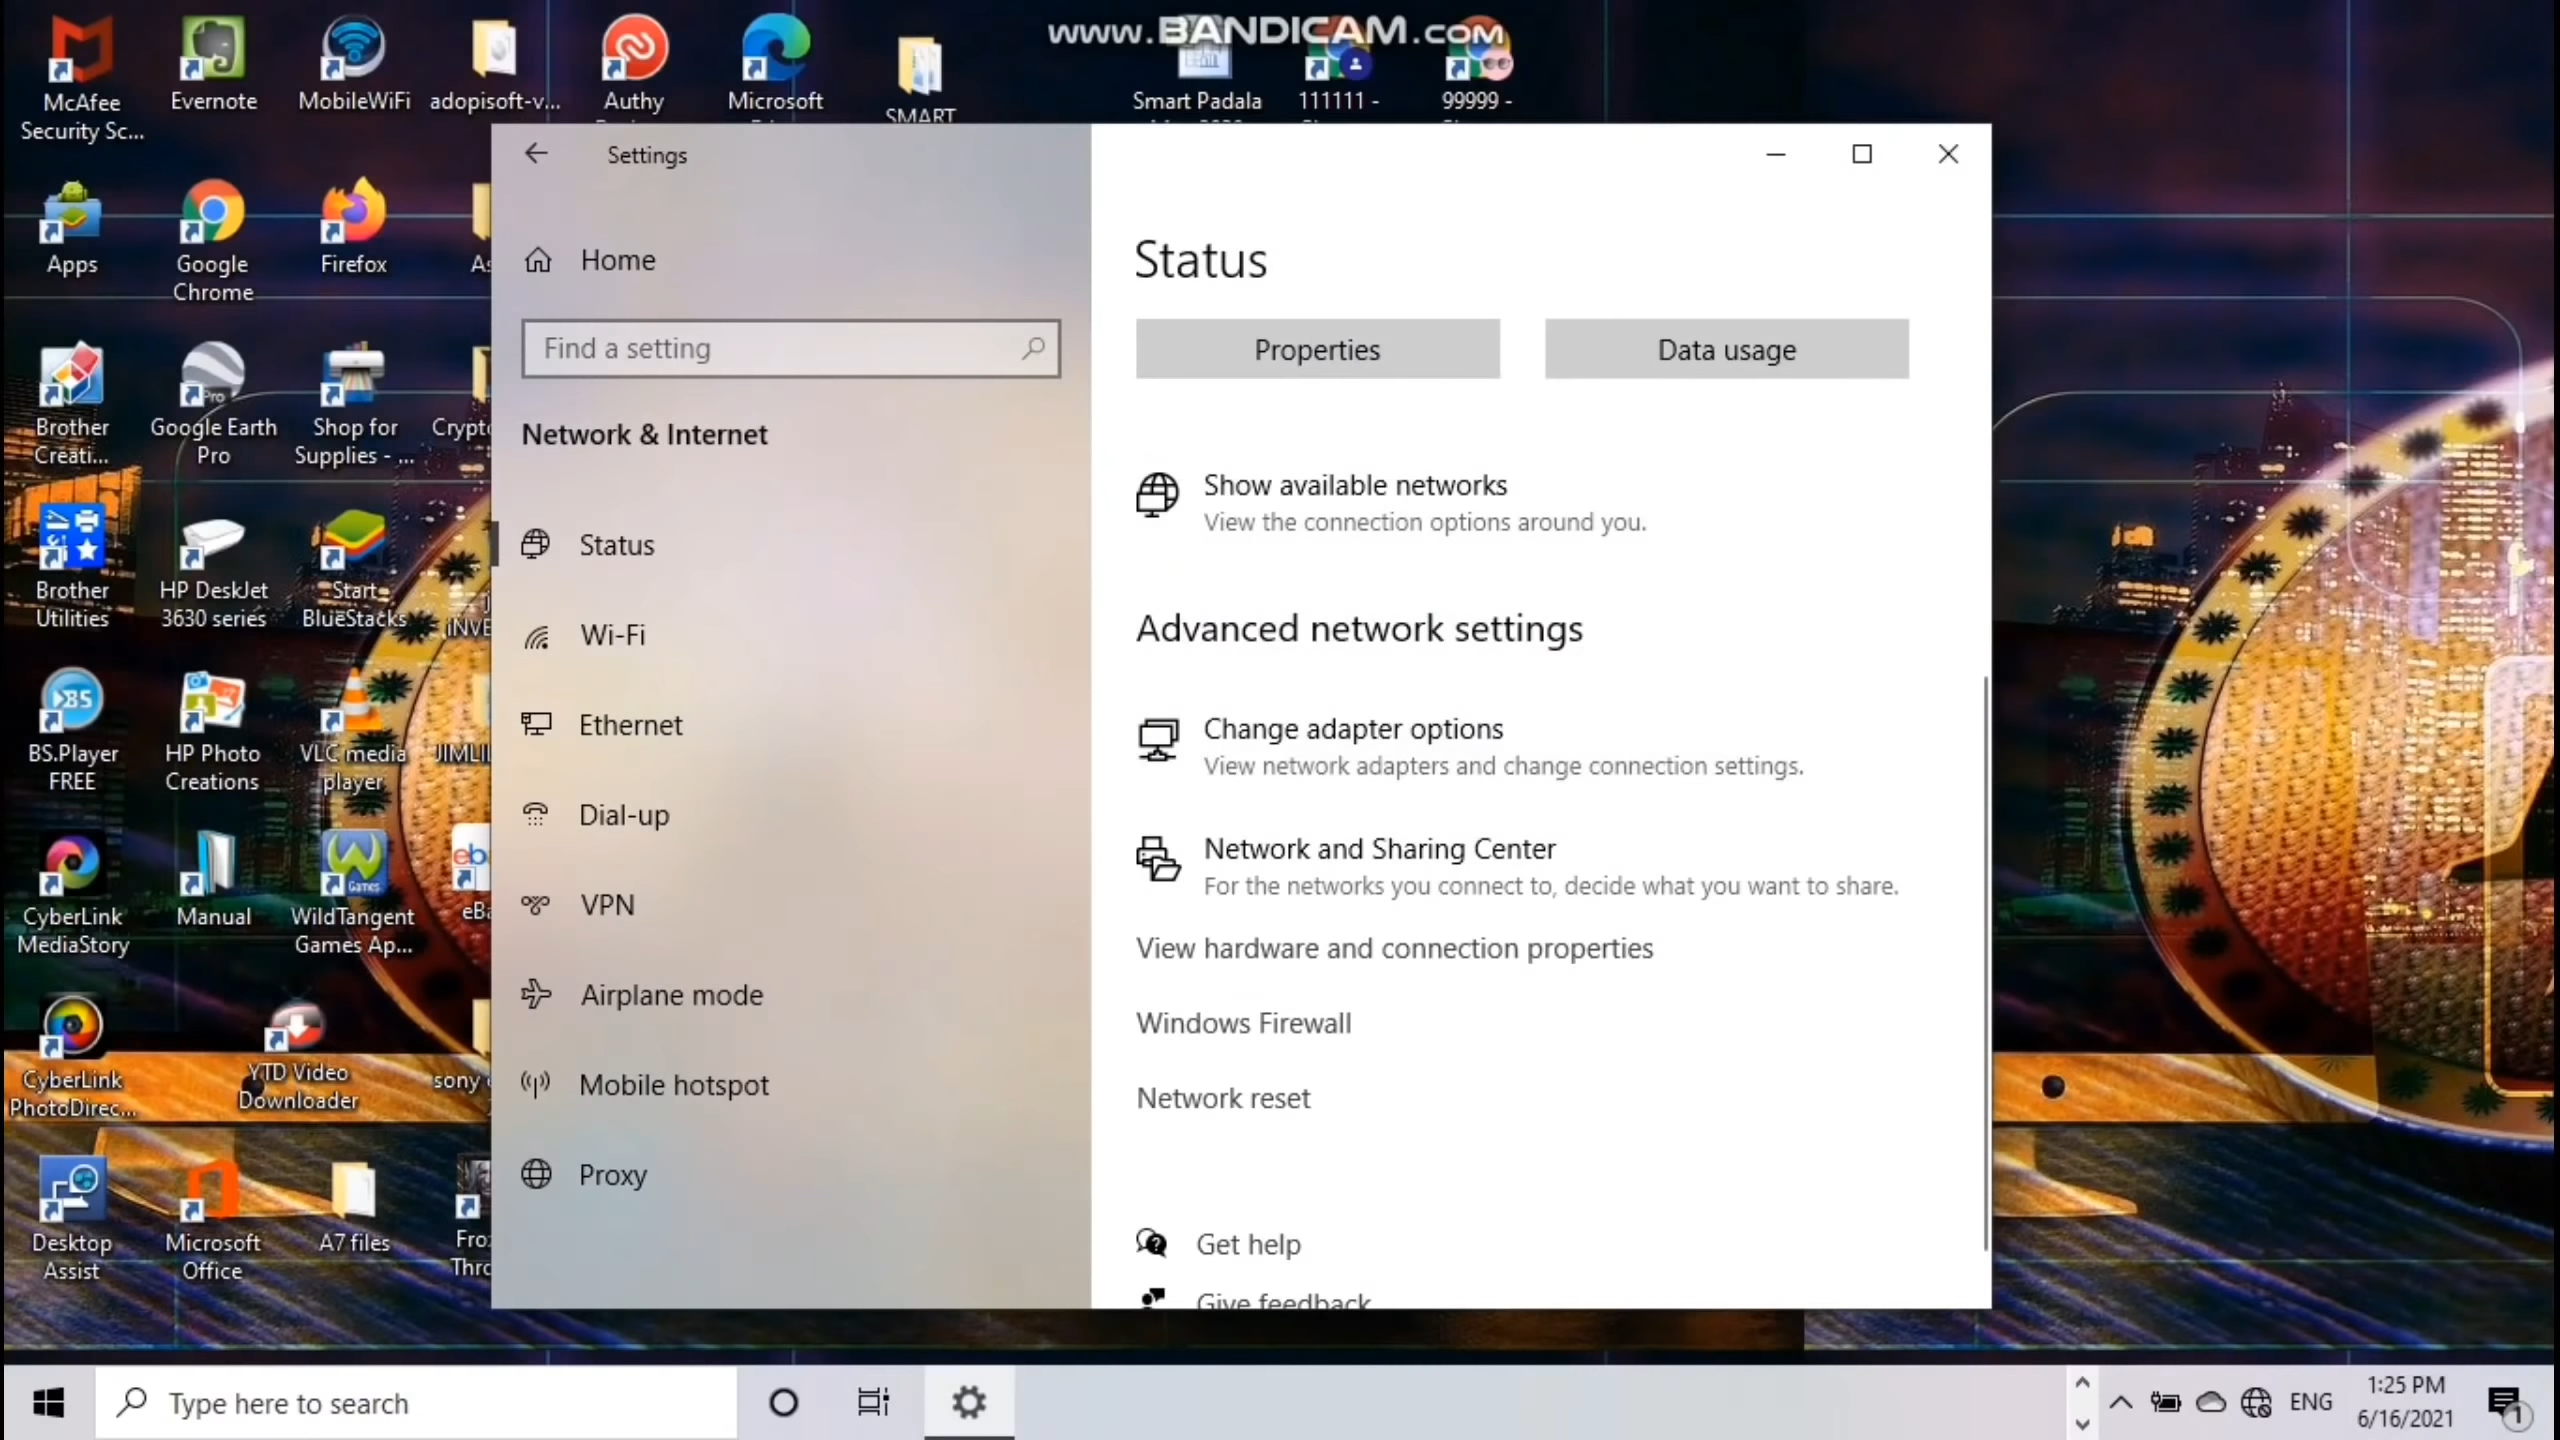 www.BANDICAM.com
McAfee
Security Sc...
Evernote
MobileWiFi
adopisoft-v...
Authy
Microsoft
SMART
Smart Padala
111111 -
99999 -
Apps
Google
Chrome
Firefox
Brother
Creati...
Google Earth
Pro
Shop for
Supplies - ...
Brother
Utilities
HP DeskJet
3630 series
Start
BlueStacks
BS.Player
FREE
HP Photo
Creations
VLC media
player
CyberLink
MediaStory
Manual
WildTangent
Games Ap...
CyberLink
PhotoDirec...
YTD Video
Downloader
sony
Desktop
Assist
Microsoft
Office
A7 files
Settings
Home
Find a setting
Network & Internet
Status
Wi-Fi
Ethernet
Dial-up
VPN
Airplane mode
Mobile hotspot
Proxy
Status
Properties
Data usage
Show available networks
View the connection options around you.
Advanced network settings
Change adapter options
View network adapters and change connection settings.
Network and Sharing Center
For the networks you connect to, decide what you want to share.
View hardware and connection properties
Windows Firewall
Network reset
Get help
Give feedback
Type here to search
ENG
1:25 PM
6/16/2021
1